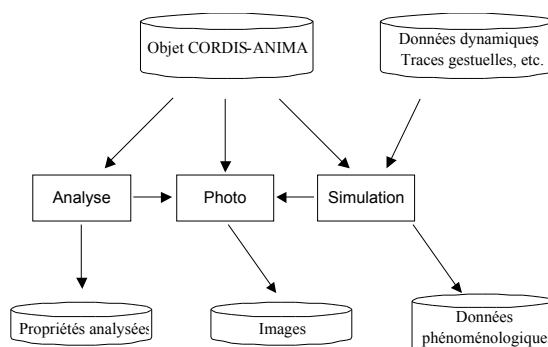 Objet CORDIS-ANIMA
Données dynamiques
Traces gestuelles, etc.
Analyse
Photo
Simulation
Propriétés analysées
Images
Données
phénoménologique